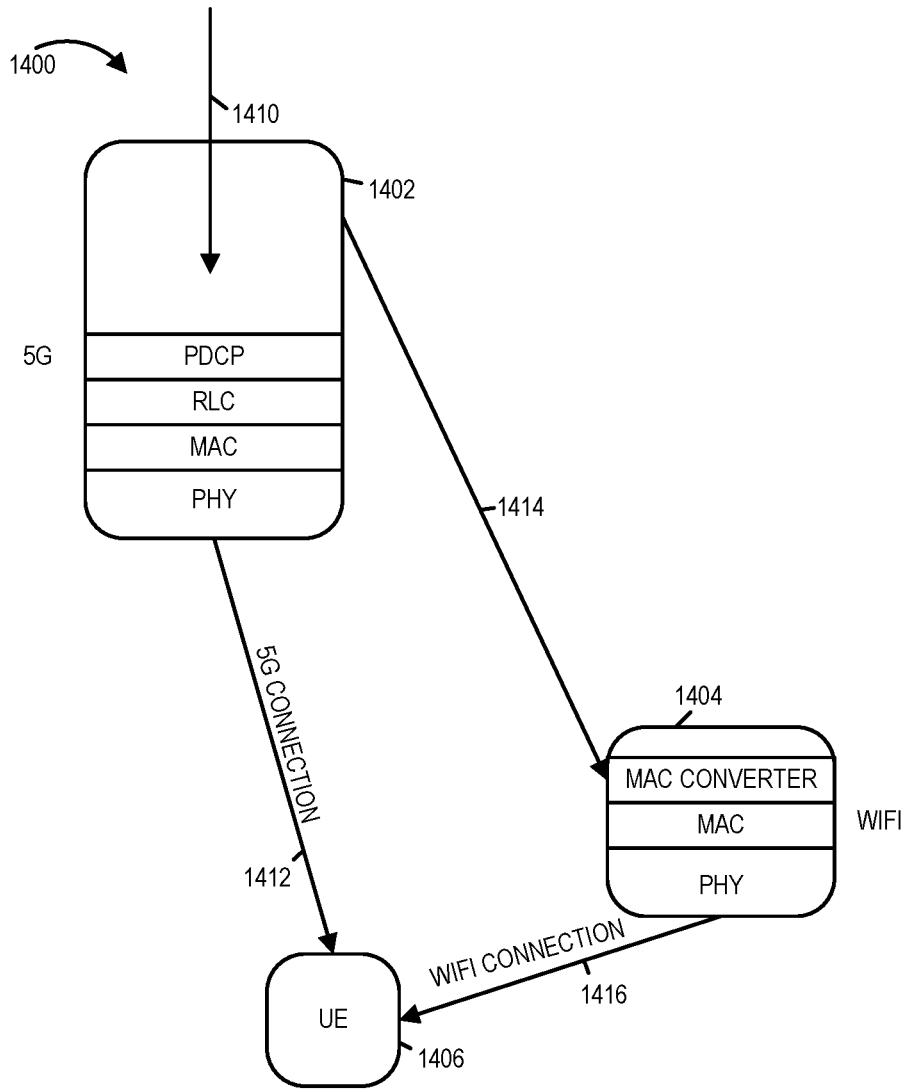 1400
1410
1402
5G
PDCP
RLC
MAC
PHY
1414
5G CONNECTION
1404
MAC CONVERTER
MAC
WIFI
PHY
1412
WIFI CONNECTION
1416
UE
1406